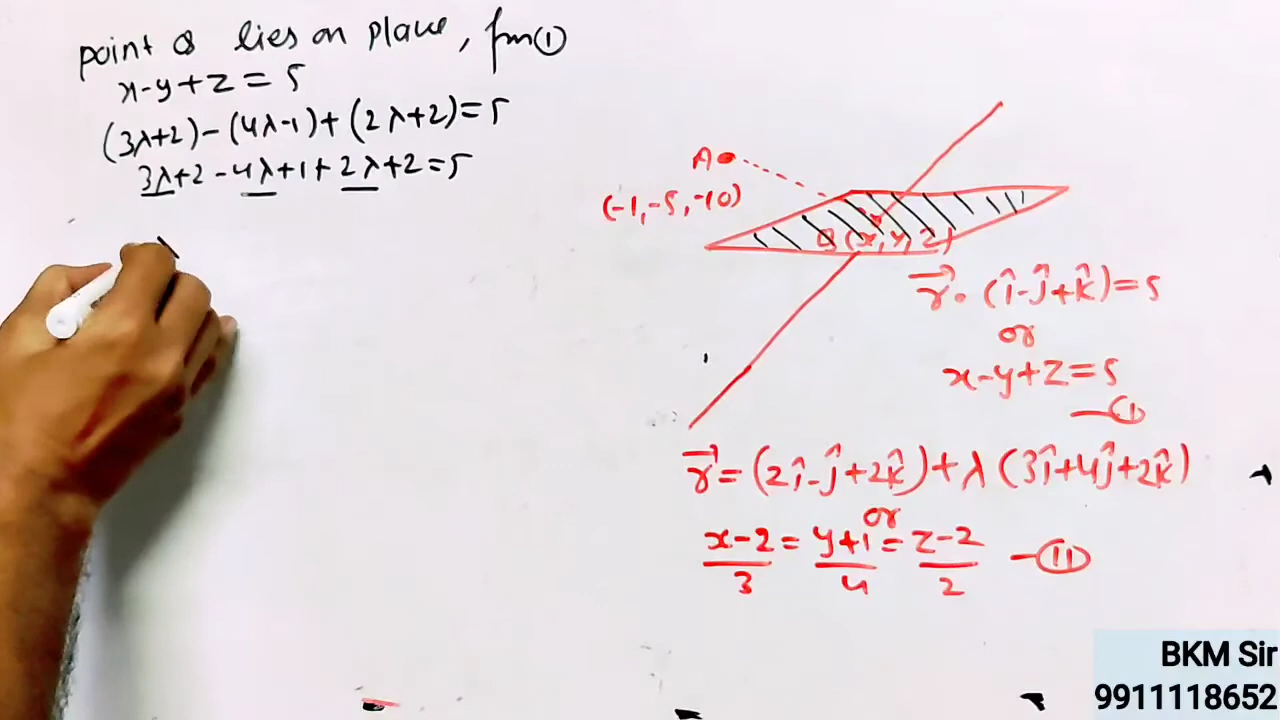 point Q lies on plane, from ①
x-y+z=5
(3λ+2)-(4λ-1)+(2λ+2)=5
3λ+2-4λ+1+2λ+2=5
A
(-1,-5,-10)
Q(x,y,z)
r⃗.(î-ĵ+k̂)=5
or
x-y+z=5
-①
r⃗=(2î-ĵ+2k̂)+λ(3î+4ĵ+2k̂)
or
x-2/3=y+1/4=z-2/2 -⑪
BKM Sir
9911118652